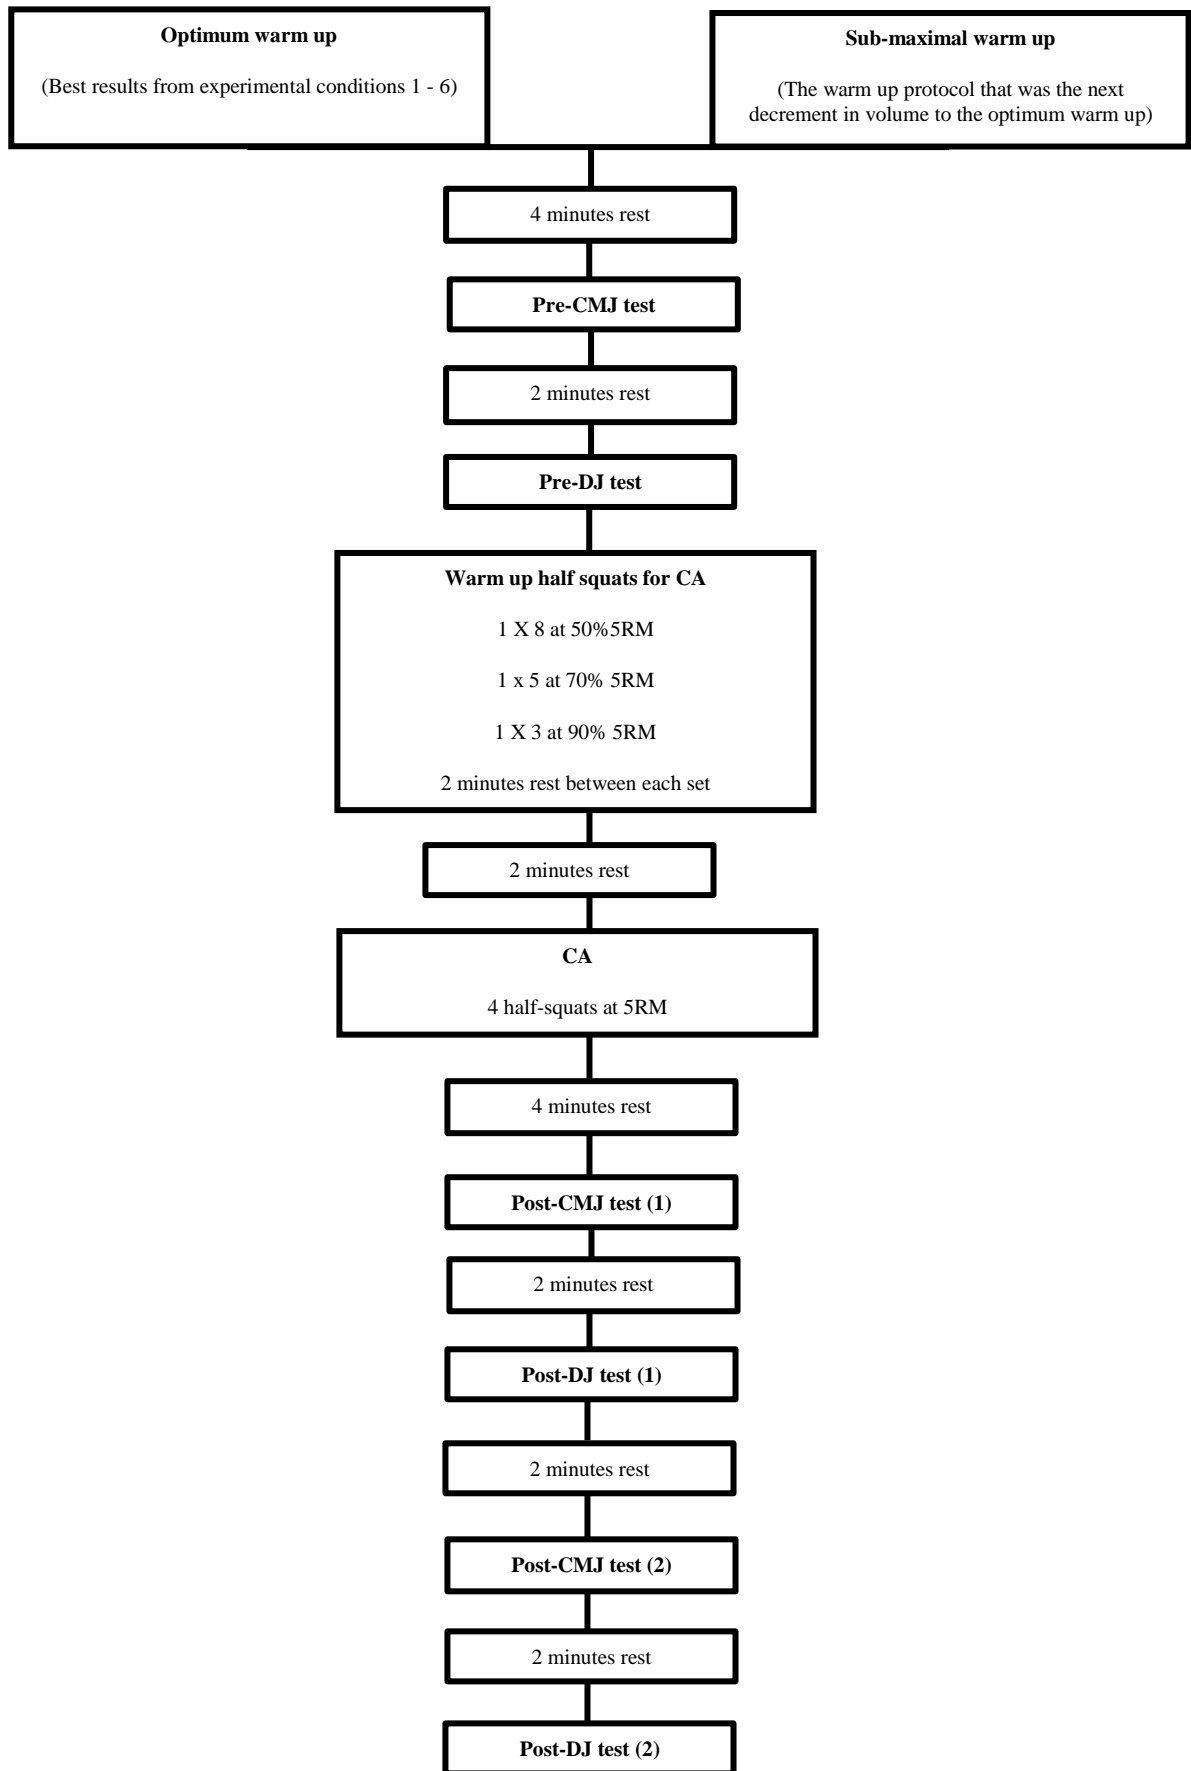 Optimum warm up
(Best results from experimental conditions 1 - 6)
Sub-maximal warm up
(The warm up protocol that was the next
decrement in volume to the optimum warm up)
4 minutes rest
Pre-CMJ test
2 minutes rest
Pre-DJ test
Warm up half squats for CA
1 X 8 at 50%5RM
1 x 5 at 70% 5RM
1 X 3 at 90% 5RM
2 minutes rest between each set
2 minutes rest
CA
4 half-squats at 5RM
4 minutes rest
Post-CMJ test (1)
2 minutes rest
Post-DJ test (1)
2 minutes rest
Post-CMJ test (2)
2 minutes rest
Post-DJ test (2)